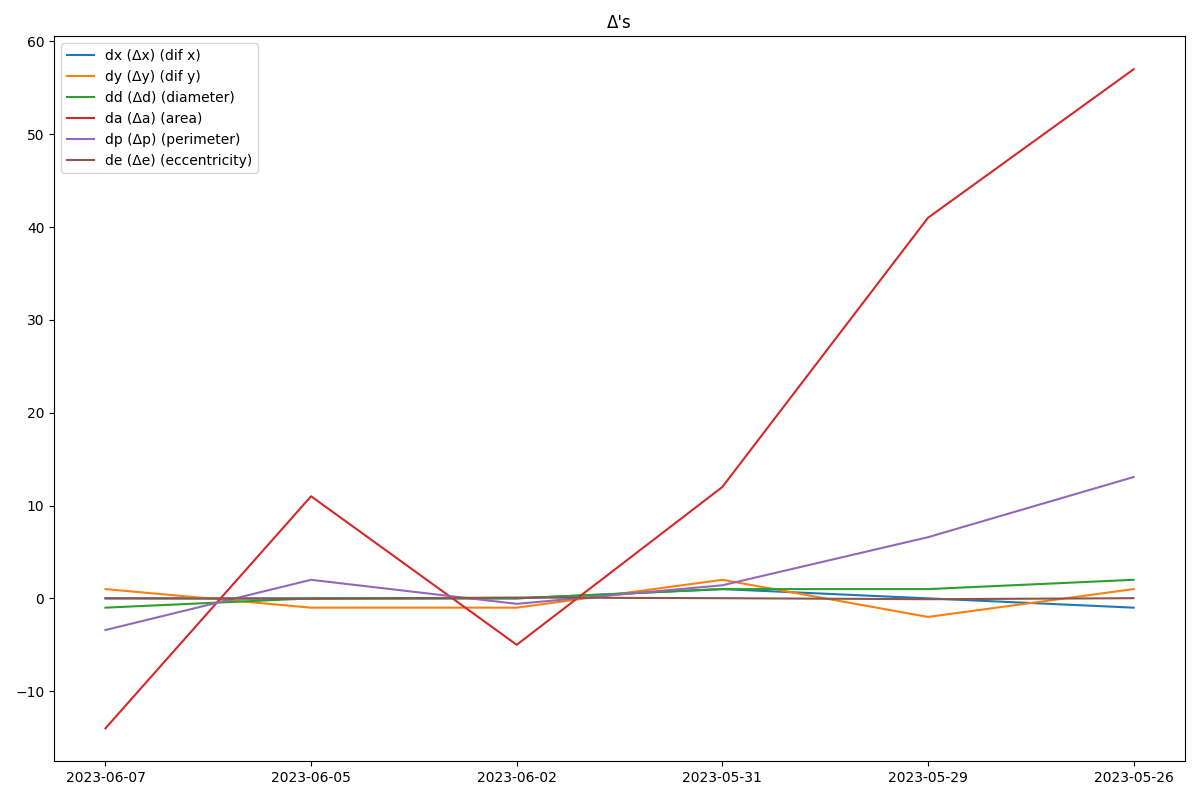 Δ's
dx (Δx) (dif x)
dy (Δy) (dif y)
dd (Δd) (diameter)
da (Δa) (area)
dp (Δp) (perimeter)
de (Δe) (eccentricity)
60
50
40
30
20
10
0
−10
2023-06-07 2023-06-05 2023-06-02 2023-05-31 2023-05-29 2023-05-26